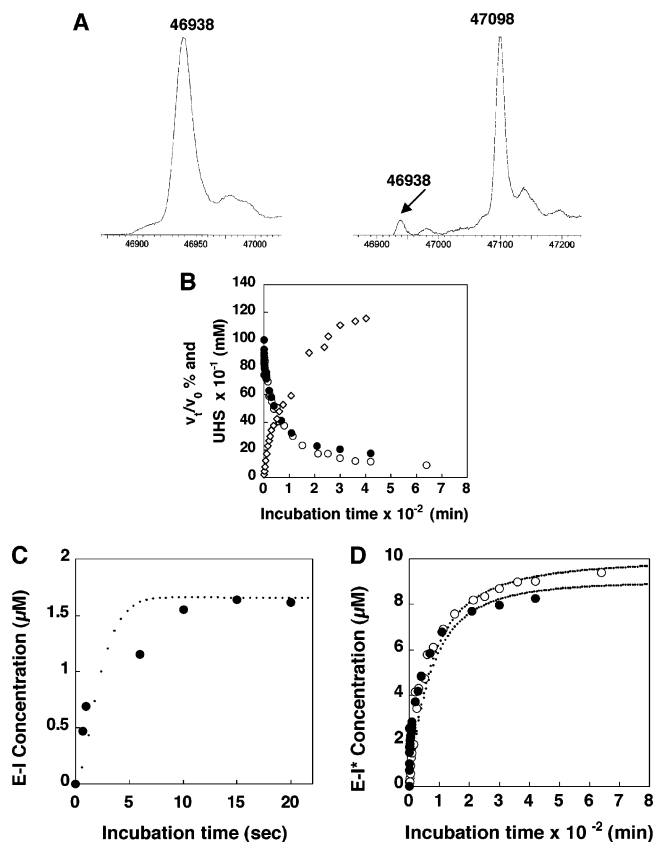 A
46938
47098
46938
46900 46950 47000
46900 47000 47100 47200
B
vt/v0 % and
UHS x 10-1 (mM)
140
120
100
80
60
40
20
0
0 1 2 3 4 5 6 7 8
Incubation time x 10-2 (min)
C
E-I Concentration (µM)
2
1.5
1
0.5
0
0 5 10 15 20
Incubation time (sec)
D
E-I* Concentration (µM)
10
8
6
4
2
0
0 1 2 3 4 5 6 7 8
Incubation time x 10-2 (min)